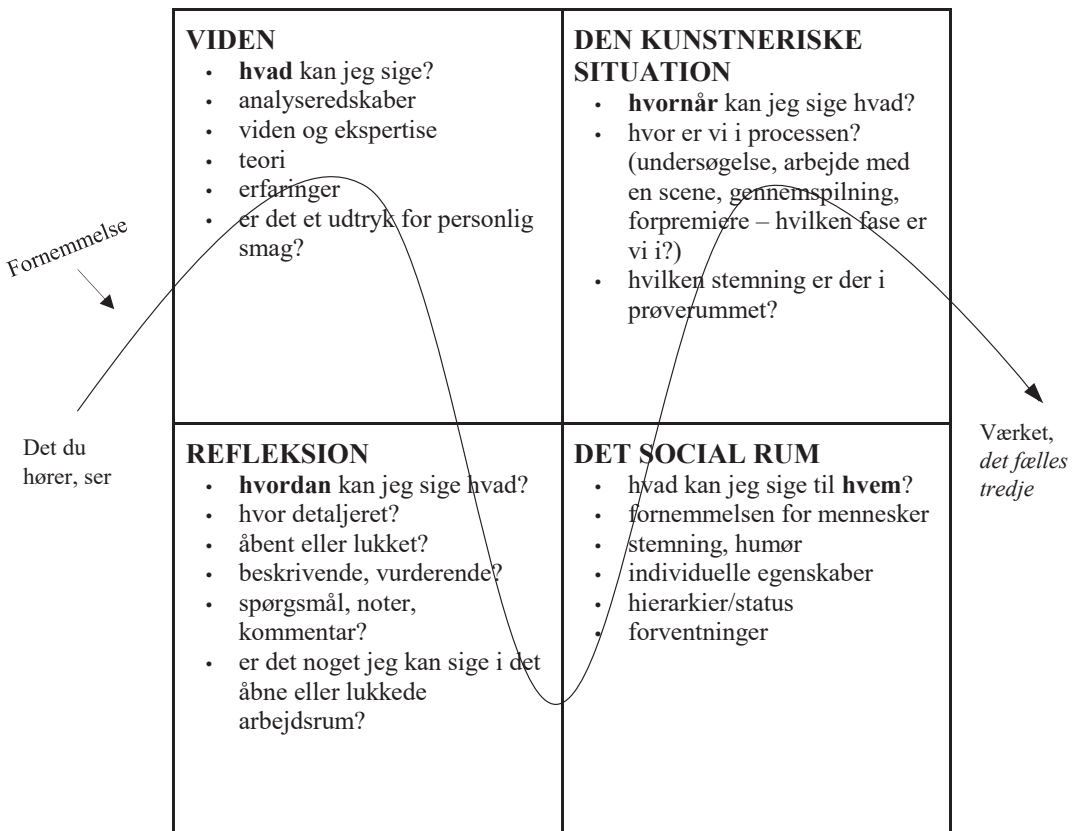 Fornemmelse
Det du
hører, ser
VIDEN
• hvad kan jeg sige?
• analyseredskaber
• viden og ekspertise
• teori
• erfaringer
• er det et udtryk for personlig
smag?
DEN KUNSTNERISKE
SITUATION
• hvornår kan jeg sige hvad?
• hvor er vi i processen?
(undersøgelse, arbejde med
en scene, gennemspilning,
forpremiere – hvilken fase er
vi i?)
• hvilken stemning er der i
prøverummet?
REFLEKSION
• hvordan kan jeg sige hvad?
• hvor detaljeret?
• åbent eller lukket?
• beskrivende, vurderende?
• spørgsmål, noter,
kommentar?
• er det noget jeg kan sige i det
åbne eller lukkede
arbejdsrum?
DET SOCIAL RUM
• hvad kan jeg sige til hvem?
• fornemmelsen for mennesker
• stemning, humør
• individuelle egenskaber
• hierarkier/status
• forventninger
Værket,
det fælles
tredje